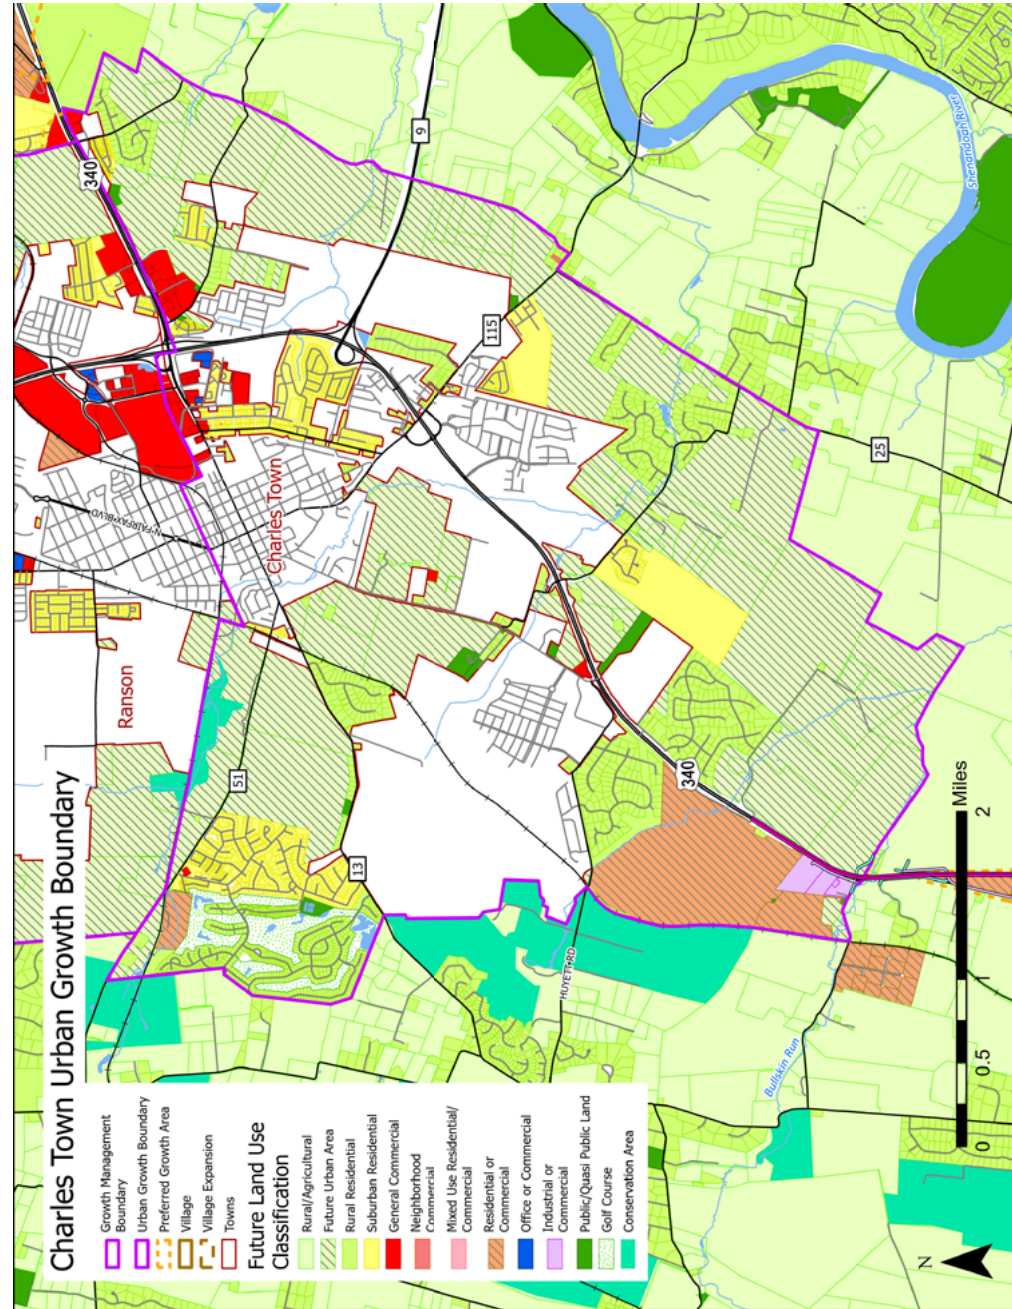 Charles Town Urban Growth Boundary
Growth Management
Boundary
Urban Growth Boundary
Preferred Growth Area
Village
Village Expansion
Towns
Future Land Use
Classification
Rural/Agricultural
Future Urban Area
Rural Residential
Suburban Residential
General Commercial
Neighborhood
Commercial
Mixed Use Residential/
Commercial
Residential or
Commercial
Office or Commercial
Industrial or
Commercial
Public/Quasi Public Land
Golf Course
Conservation Area
N
0
0.5
1
2
Miles
Ranson
Charles Town
N FAIRFAX BLVD
HUYETT RD
Bullskin Run
Shenandoah River
51
13
340
340
115
9
25